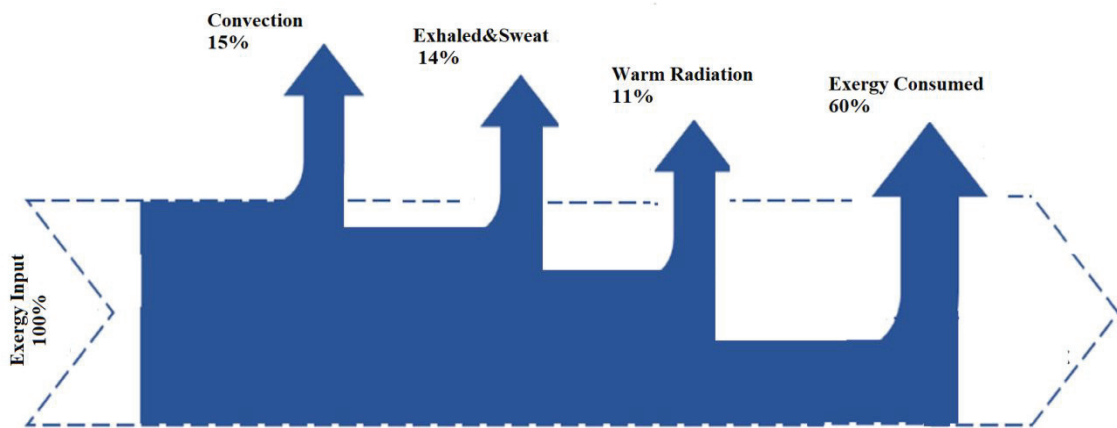 Convection
15%
Exhaled&Sweat
14%
Warm Radiation
11%
Exergy Consumed
60%
Exergy Input
100%